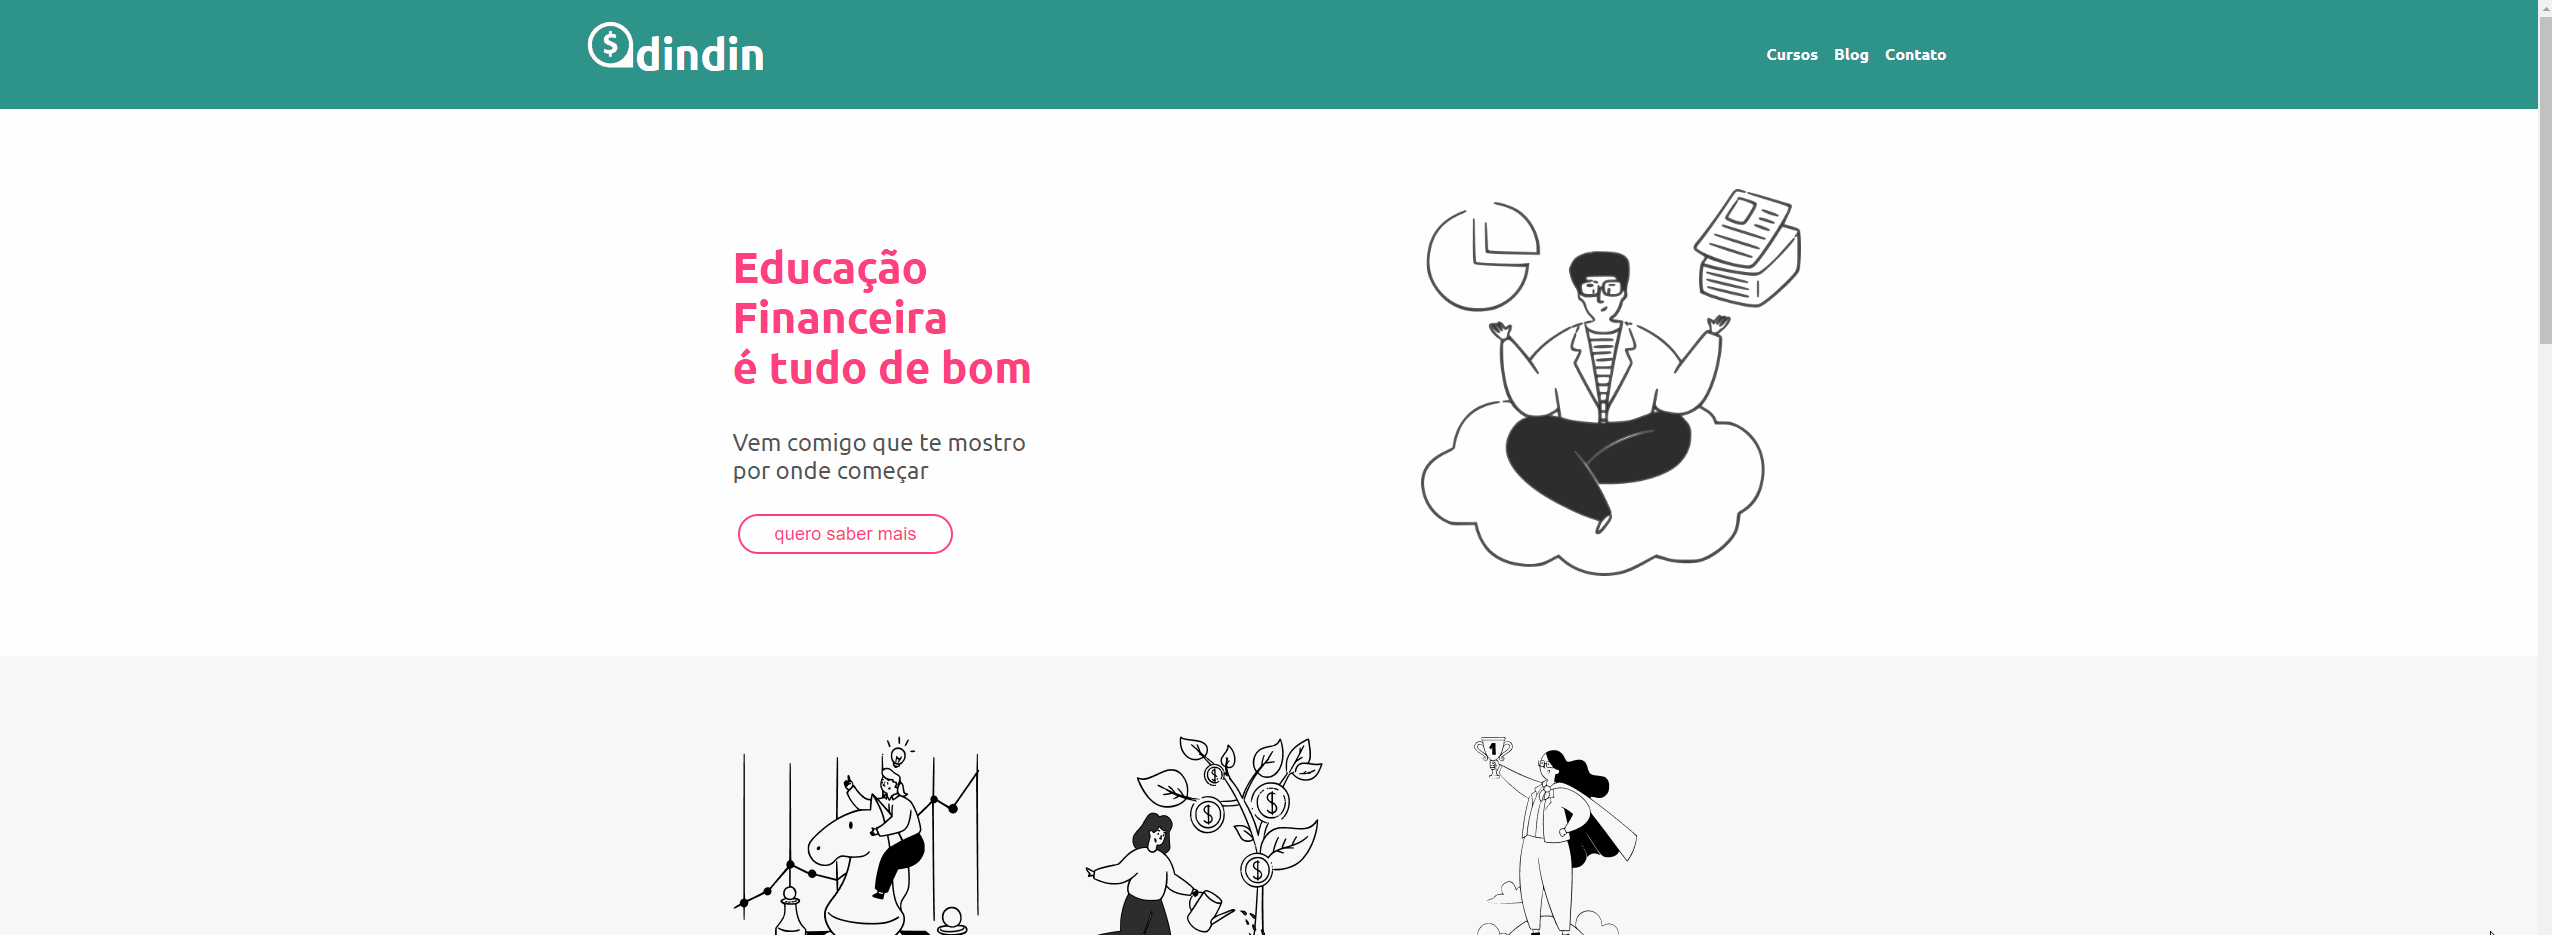 dindin
Cursos Blog Contato
Educação
Financeira
é tudo de bom
Vem comigo que te mostro
por onde começar
quero saber mais
1